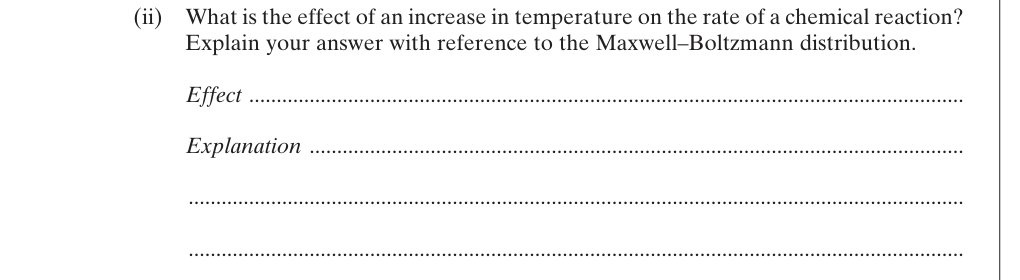 (ii) What is the effect of an increase in temperature on the rate of a chemical reaction?
Explain your answer with reference to the Maxwell–Boltzmann distribution.
Effect ........................................................................................................................................
Explanation ............................................................................................................................
....................................................................................................................................................
....................................................................................................................................................